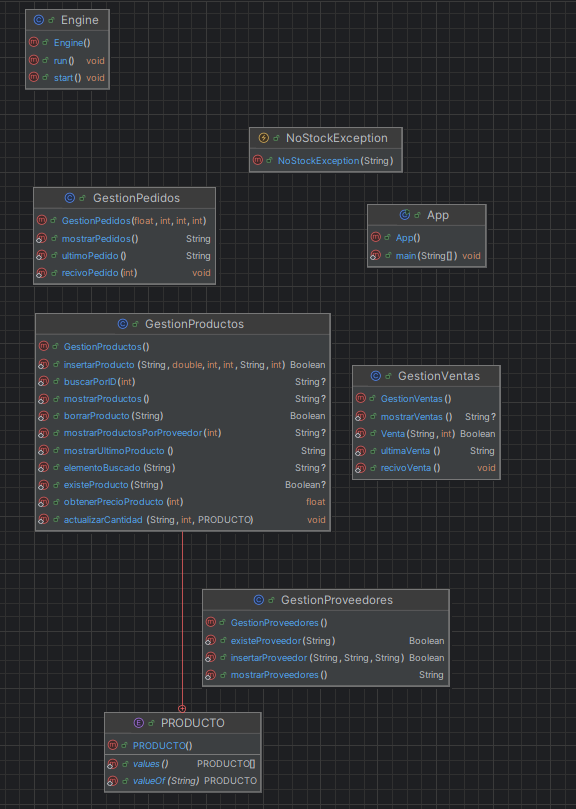 Engine
Engine()
run() void
start() void
NoStockException
NoStockException(String)
GestionPedidos
GestionPedidos(float, int, int, int)
mostrarPedidos() String
ultimoPedido() String
recivoPedido(int) void
App
App()
main(String[]) void
GestionProductos
GestionProductos()
insertarProducto(String, double, int, int, String, int) Boolean
buscarPorID(int) String?
mostrarProductos() String?
borrarProducto(String) Boolean
mostrarProductosPorProveedor(int) String?
mostrarUltimoProducto() String
elementoBuscado(String) String?
existeProducto(String) Boolean?
obtenerPrecioProducto(int) float
actualizarCantidad(String, int, PRODUCTO) void
GestionVentas
GestionVentas()
mostrarVentas() String?
Venta(String, int) Boolean
ultimaVenta() String
recivoVenta() void
GestionProveedores
GestionProveedores()
existeProveedor(String) Boolean
insertarProveedor(String, String, String) Boolean
mostrarProveedores() String
PRODUCTO
PRODUCTO()
values() PRODUCTO[]
valueOf(String) PRODUCTO